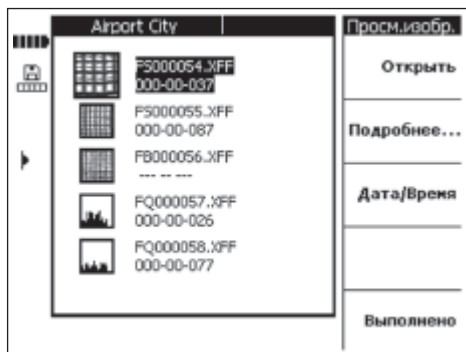 Airport City
Просм.изобр.
FS000054.XFF
000-00-037
Открыть
FS000055.XFF
000-00-087
Подробнее...
FB000056.XFF
--- -- ---
Дата/Время
FQ000057.XFF
000-00-026
FQ000058.XFF
000-00-077
Выполнено